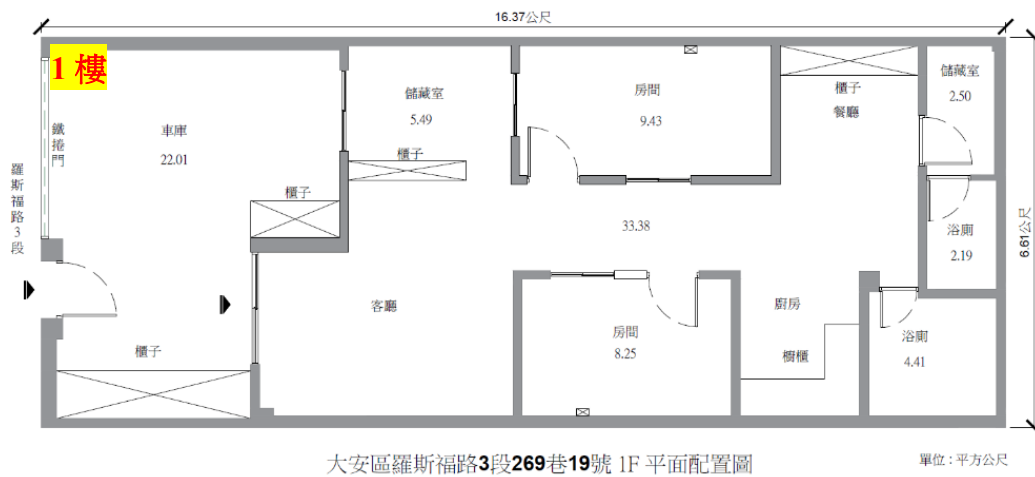 16.37公尺
1 樓
鐵捲門
羅斯福路3段
車庫
22.01
櫃子
儲藏室
5.49
櫃子
房間
9.43
櫃子
餐廳
儲藏室
2.50
6.61公尺
33.38
浴廁
2.19
客廳
房間
8.25
廚房
櫥櫃
浴廁
4.41
櫃子
大安區羅斯福路3段269巷19號 1F 平面配置圖
單位：平方公尺